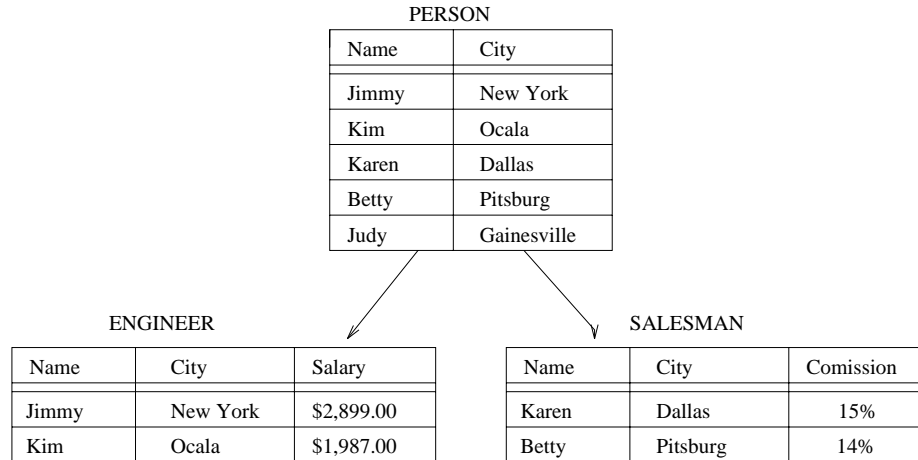 PERSON
Name City
Jimmy New York
Kim Ocala
Karen Dallas
Betty Pitsburg
Judy Gainesville
ENGINEER
Name City Salary
Jimmy New York $2,899.00
Kim Ocala $1,987.00
SALESMAN
Name City Comission
Karen Dallas 15%
Betty Pitsburg 14%